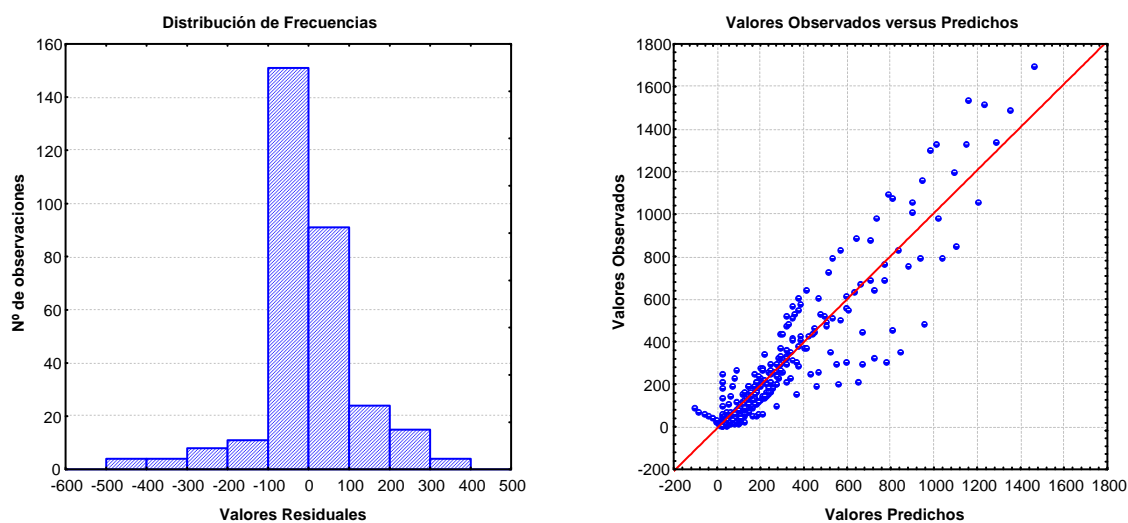 Distribución de Frecuencias
160
140
120
100
80
60
40
20
0
-600 -500 -400 -300 -200 -100 0 100 200 300 400 500
Nº de observaciones
Valores Residuales
Valores Observados versus Predichos
1800
1600
1400
1200
1000
800
600
400
200
0
-200
-200 0 200 400 600 800 1000 1200 1400 1600 1800
Valores Observados
Valores Predichos